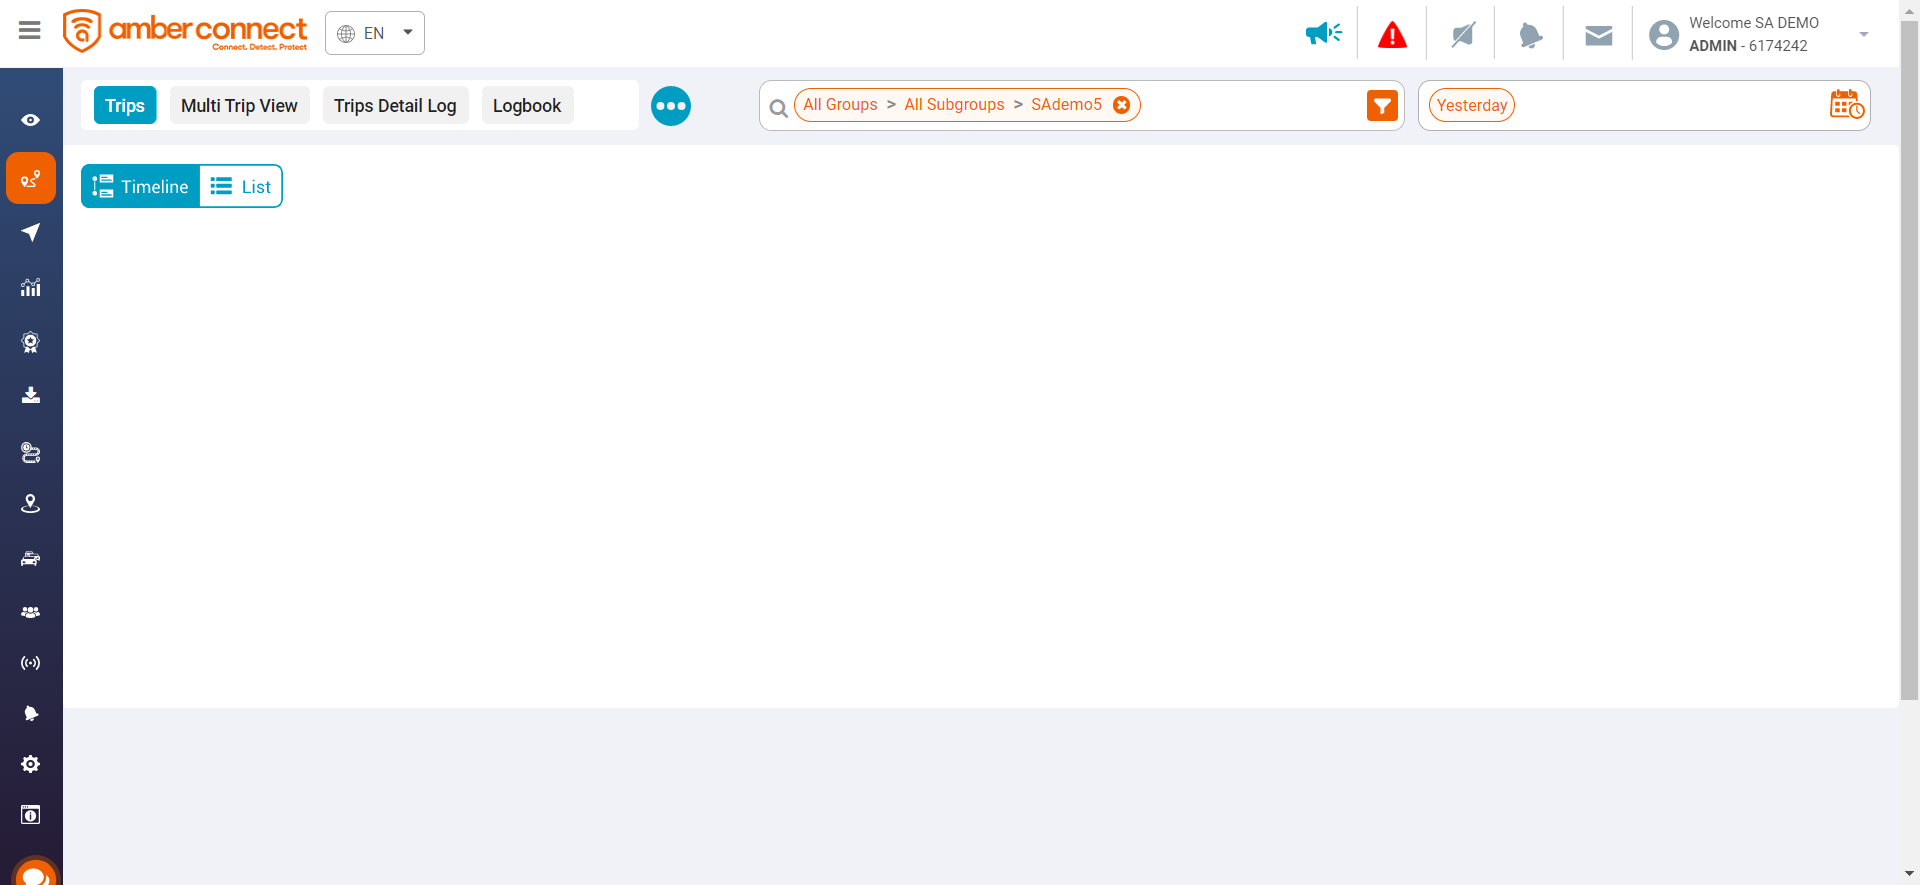 amber connect
Connect. Detect. Protect
EN
Welcome SA DEMO
ADMIN - 6174242
Trips
Multi Trip View
Trips Detail Log
Logbook
All Groups > All Subgroups > SAdemo5
Yesterday
Timeline
List